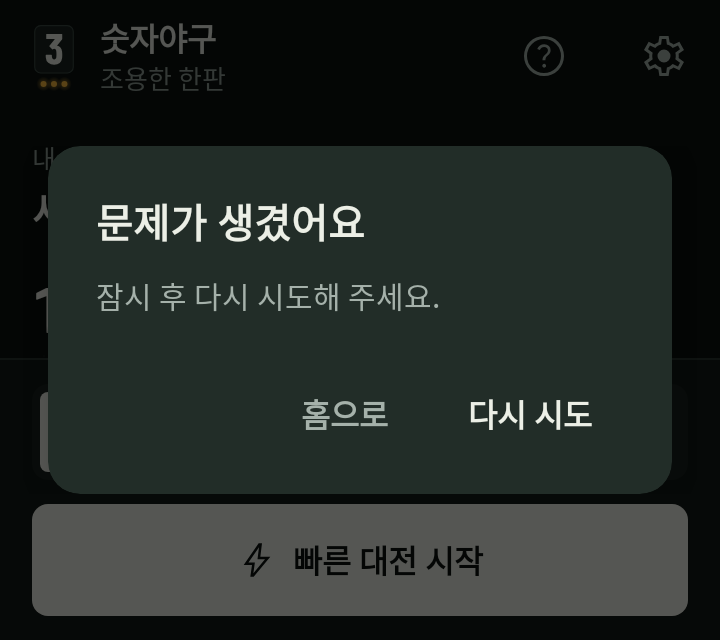 3
숫자야구
조용한 한판
내
문제가 생겼어요
잠시 후 다시 시도해 주세요.
홈으로
다시 시도
빠른 대전 시작